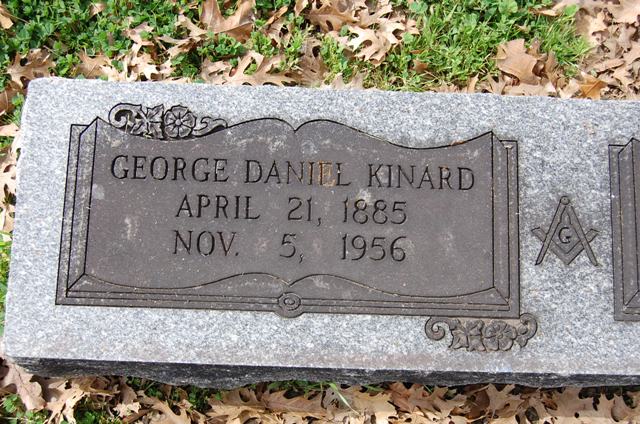 GEORGE DANIEL KINARD
APRIL 21, 1885
NOV. 5, 1956
G